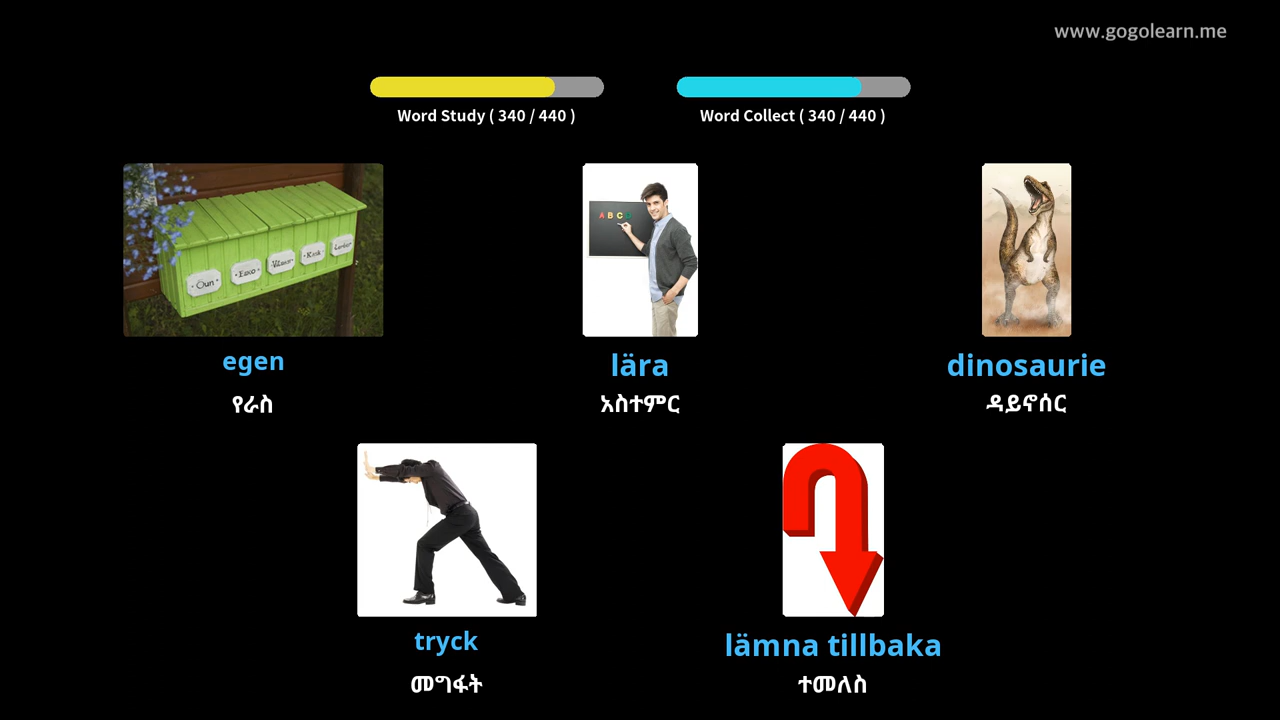 www.gogolearn.me
Word Study ( 340 / 440 )
Word Collect ( 340 / 440 )
A B C
egen
የራስ
lära
አስተምር
dinosaurie
ዳይኖሰር
tryck
መግፋት
lämna tillbaka
ተመለስ